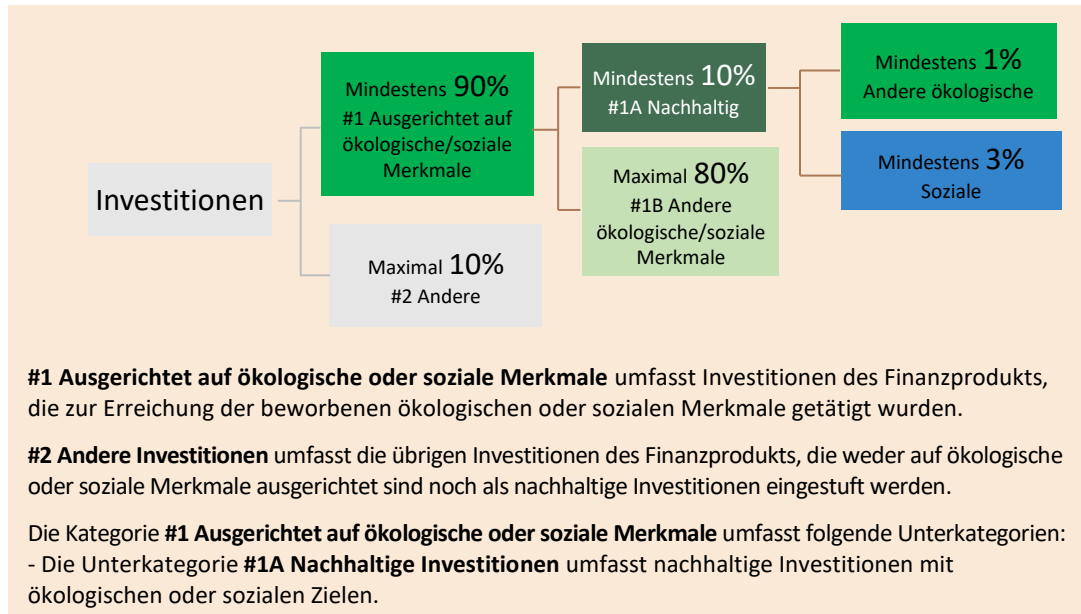 Investitionen
Mindestens 90%
#1 Ausgerichtet auf
ökologische/soziale
Merkmale
Maximal 10%
#2 Andere
Mindestens 10%
#1A Nachhaltig
Maximal 80%
#1B Andere
ökologische/soziale
Merkmale
Mindestens 1%
Andere ökologische
Mindestens 3%
Soziale
#1 Ausgerichtet auf ökologische oder soziale Merkmale umfasst Investitionen des Finanzprodukts,
die zur Erreichung der beworbenen ökologischen oder sozialen Merkmale getätigt wurden.
#2 Andere Investitionen umfasst die übrigen Investitionen des Finanzprodukts, die weder auf ökologische
oder soziale Merkmale ausgerichtet sind noch als nachhaltige Investitionen eingestuft werden.
Die Kategorie #1 Ausgerichtet auf ökologische oder soziale Merkmale umfasst folgende Unterkategorien:
- Die Unterkategorie #1A Nachhaltige Investitionen umfasst nachhaltige Investitionen mit
ökologischen oder sozialen Zielen.